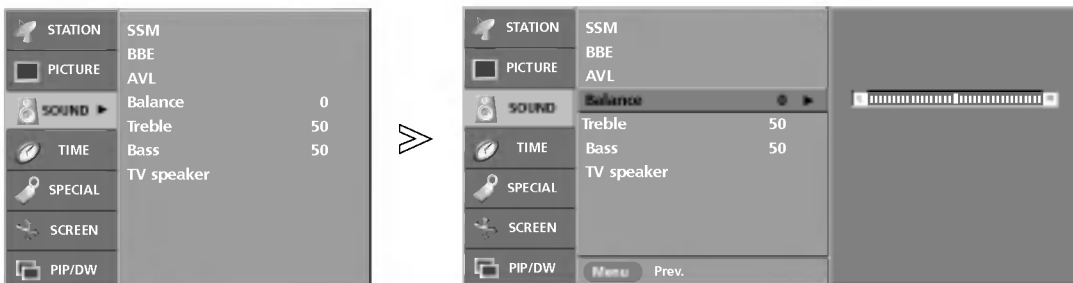 STATION
PICTURE
SOUND ►
TIME
SPECIAL
SCREEN
PIP/DW
SSM
BBE
AVL
Balance 0
Treble 50
Bass 50
TV speaker
STATION
PICTURE
SOUND
TIME
SPECIAL
SCREEN
PIP/DW
SSM
BBE
AVL
Balance 0 ►
Treble 50
Bass 50
TV speaker
Menu Prev.